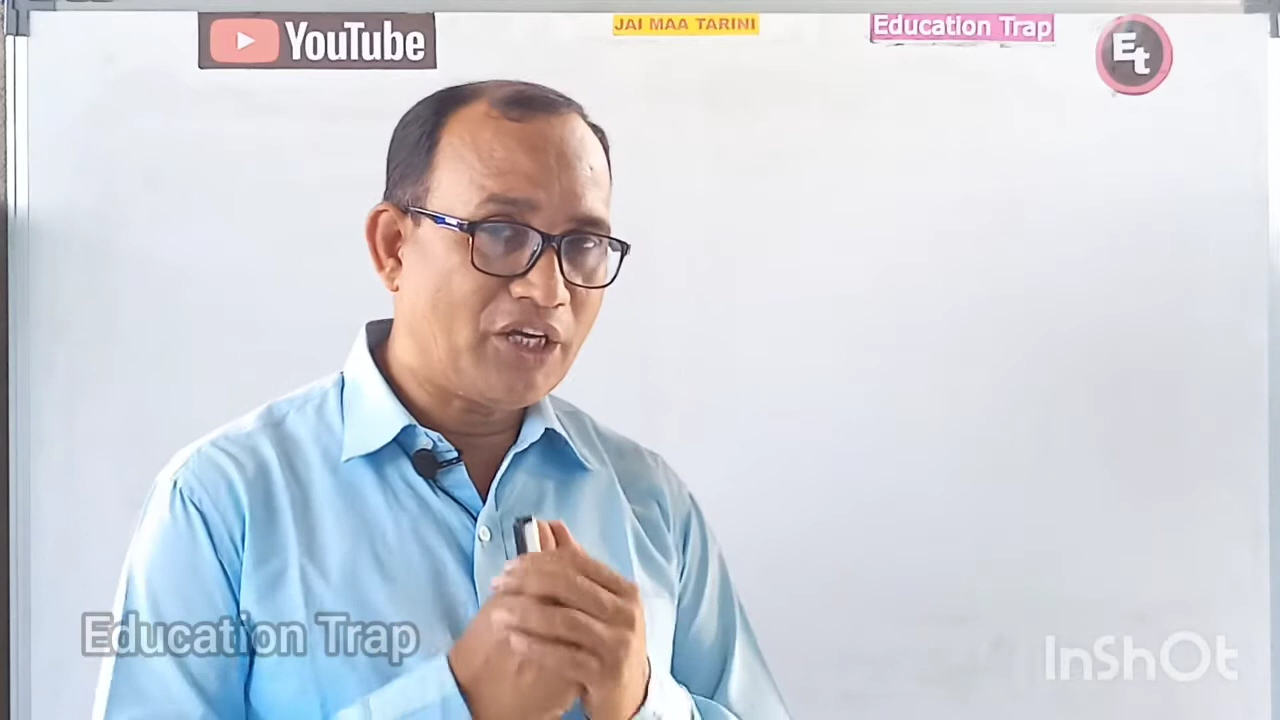 YouTube
JAI MAA TARINI
Education Trap
Et
Education Trap
InShOt